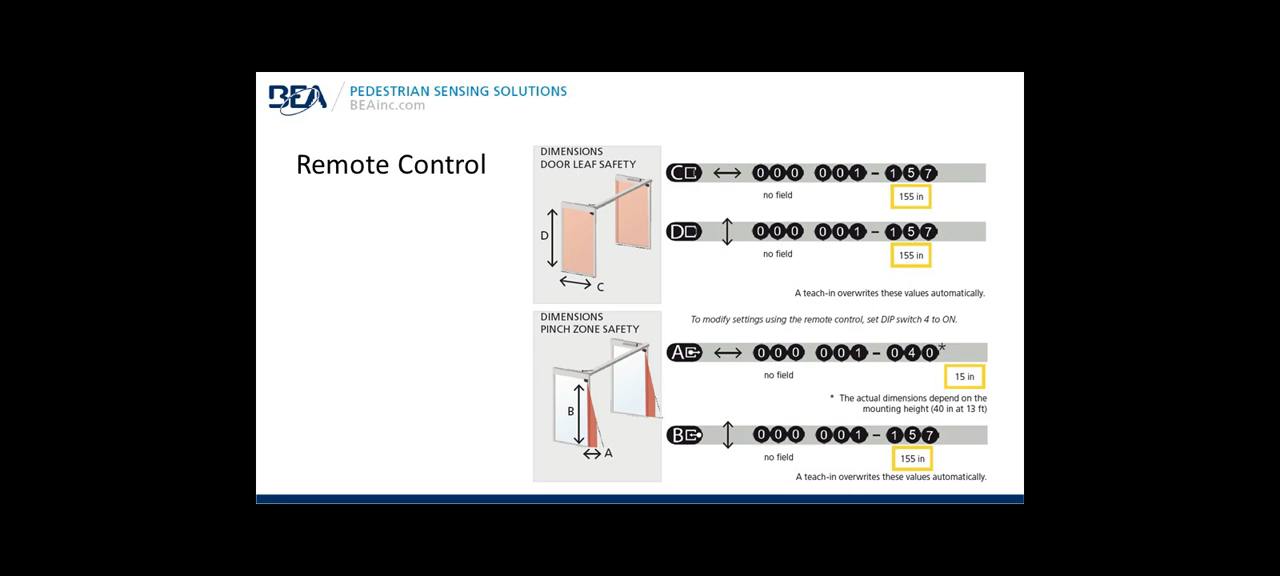 BEA
PEDESTRIAN SENSING SOLUTIONS
BEAinc.com
Remote Control
DIMENSIONS
DOOR LEAF SAFETY
D
C
C 000 001 – 157
no field
155 in
D 000 001 – 157
no field
155 in
A teach-in overwrites these values automatically.
To modify settings using the remote control, set DIP switch 4 to ON.
DIMENSIONS
PINCH ZONE SAFETY
B
A
A 000 001 – 040*
no field
15 in
* The actual dimensions depend on the
mounting height (40 in at 13 ft)
B 000 001 – 157
no field
155 in
A teach-in overwrites these values automatically.